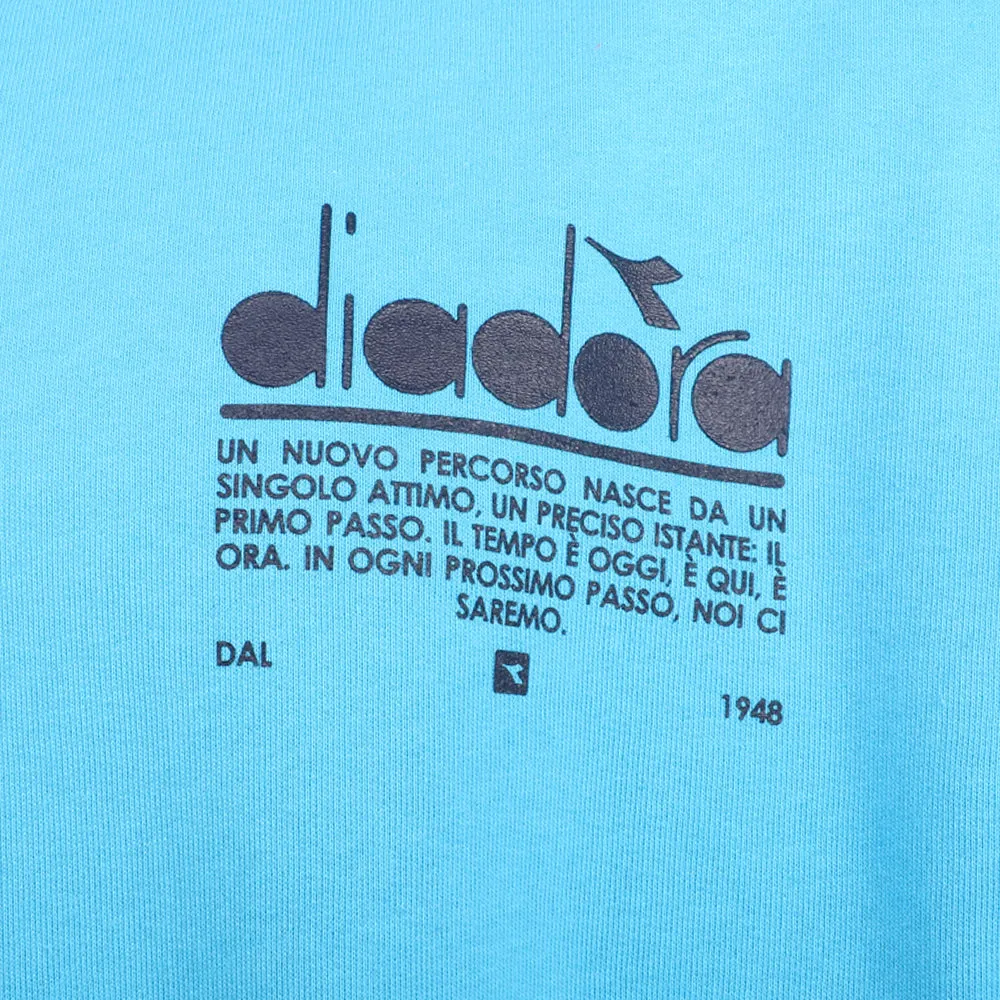 diadora
UN NUOVO PERCORSO NASCE DA UN
SINGOLO ATTIMO, UN PRECISO ISTANTE: IL
PRIMO PASSO. IL TEMPO È OGGI, È QUI, È
ORA. IN OGNI PROSSIMO PASSO, NOI CI
SAREMO.
DAL 1948